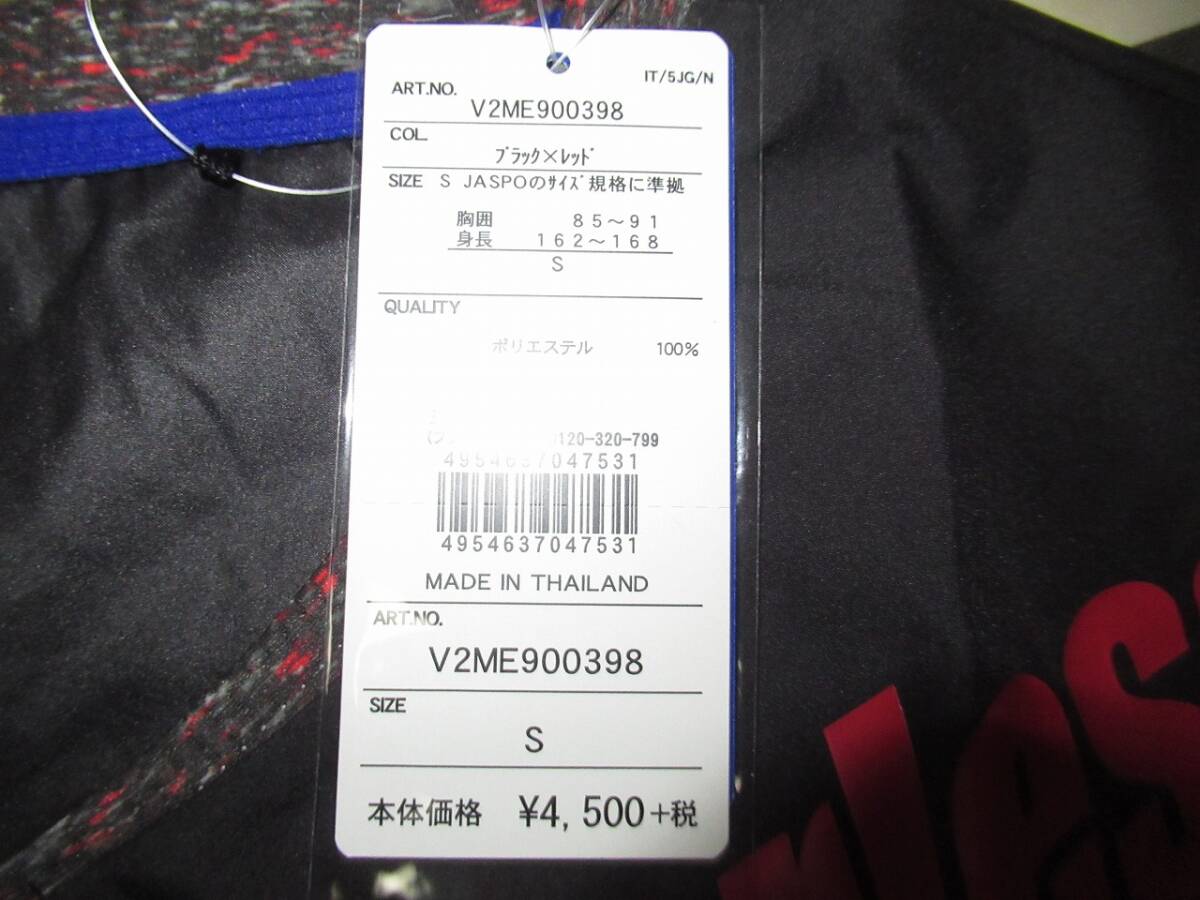 IT/5JG/N
ART.NO.
V2ME900398
COL.
ﾌﾞﾗｯｸ×ﾚｯﾄﾞ
SIZE S JASPOのｻｲｽﾞ規格に準拠
胸囲 85～91
身長 162～168
S
QUALITY
ポリエステル 100%
120-320-799
4954637047531
4954637047531
MADE IN THAILAND
ART.NO.
V2ME900398
SIZE
S
本体価格 ¥4,500+税